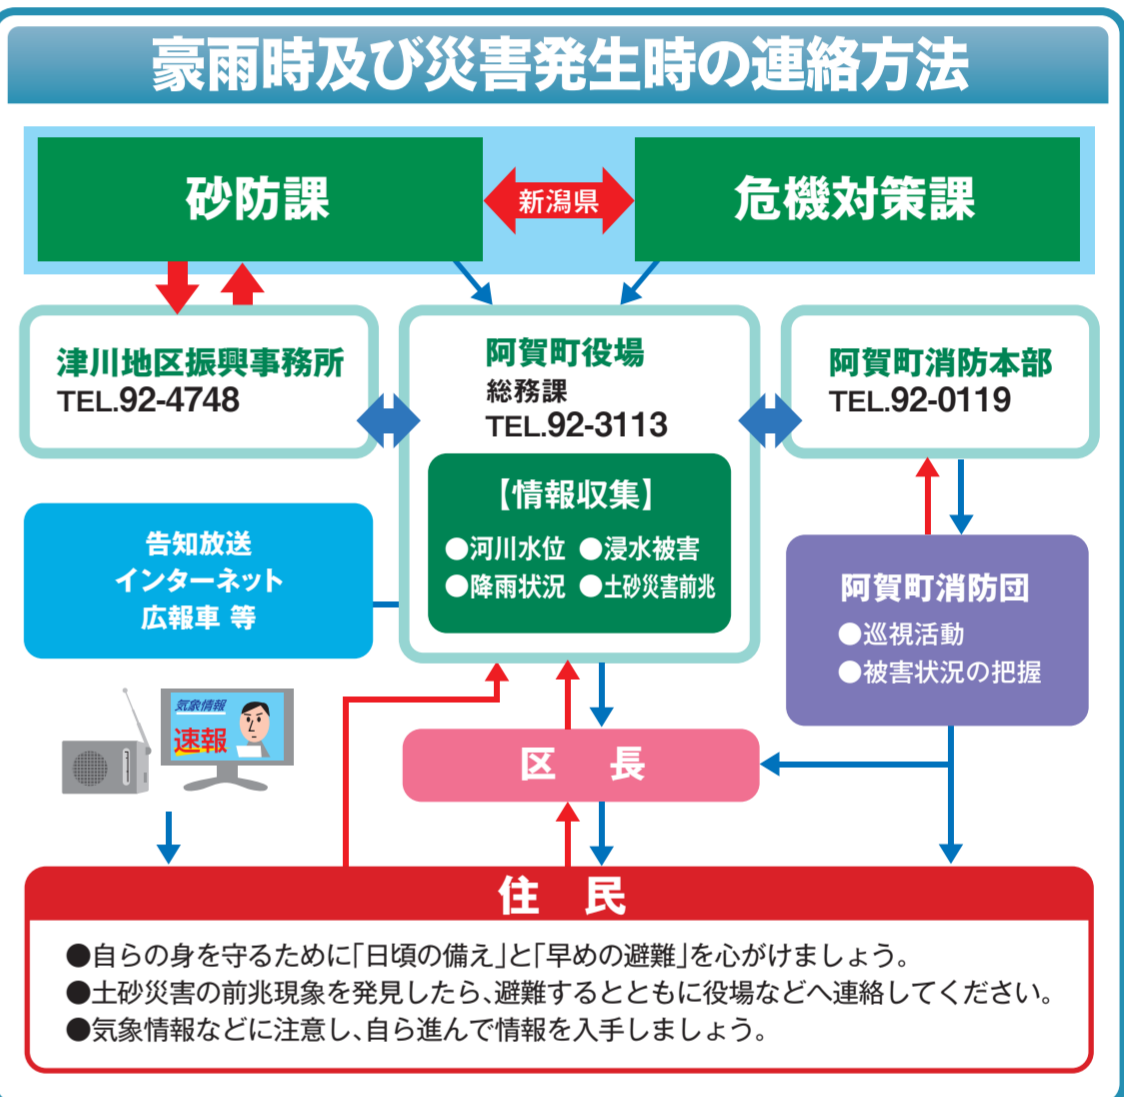 豪雨時及び災害発生時の連絡方法
砂防課
新潟県
危機対策課
津川地区振興事務所
TEL.92-4748
阿賀町役場
総務課
TEL.92-3113
【情報収集】
●河川水位 ●浸水被害
●降雨状況 ●土砂災害前兆
阿賀町消防本部
TEL.92-0119
告知放送
インターネット
広報車 等
阿賀町消防団
●巡視活動
●被害状況の把握
気象情報
速報
区 長
住 民
●自らの身を守るために「日頃の備え」と「早めの避難」を心がけましょう。
●土砂災害の前兆現象を発見したら、避難するとともに役場などへ連絡してください。
●気象情報などに注意し、自ら進んで情報を入手しましょう。